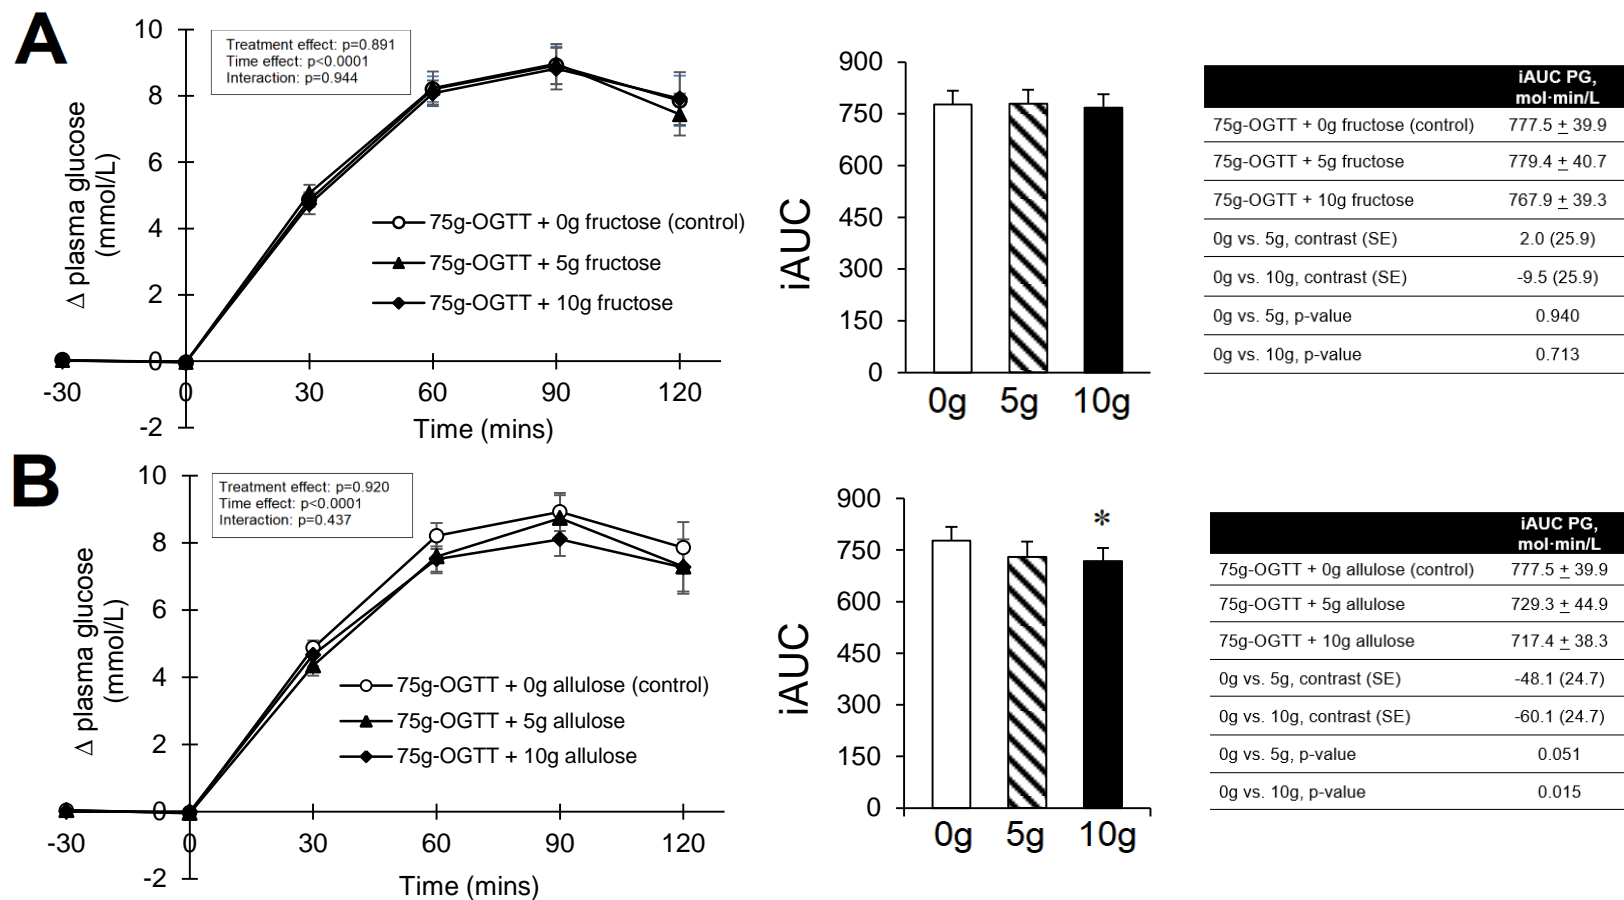 A
10
8
6
4
2
0
-2
Δ plasma glucose
(mmol/L)
Treatment effect: p=0.891
Time effect: p<0.0001
Interaction: p=0.944
75g-OGTT + 0g fructose (control)
75g-OGTT + 5g fructose
75g-OGTT + 10g fructose
-30 0 30 60 90 120
Time (mins)
iAUC
900
750
600
450
300
150
0
0g 5g 10g
iAUC PG,
mol·min/L
75g-OGTT + 0g fructose (control) 777.5 ± 39.9
75g-OGTT + 5g fructose 779.4 ± 40.7
75g-OGTT + 10g fructose 767.9 ± 39.3
0g vs. 5g, contrast (SE) 2.0 (25.9)
0g vs. 10g, contrast (SE) -9.5 (25.9)
0g vs. 5g, p-value 0.940
0g vs. 10g, p-value 0.713
B
10
8
6
4
2
0
-2
Δ plasma glucose
(mmol/L)
Treatment effect: p=0.920
Time effect: p<0.0001
Interaction: p=0.437
75g-OGTT + 0g allulose (control)
75g-OGTT + 5g allulose
75g-OGTT + 10g allulose
-30 0 30 60 90 120
Time (mins)
iAUC
900
750
600
450
300
150
0
*
0g 5g 10g
iAUC PG,
mol·min/L
75g-OGTT + 0g allulose (control) 777.5 ± 39.9
75g-OGTT + 5g allulose 729.3 ± 44.9
75g-OGTT + 10g allulose 717.4 ± 38.3
0g vs. 5g, contrast (SE) -48.1 (24.7)
0g vs. 10g, contrast (SE) -60.1 (24.7)
0g vs. 5g, p-value 0.051
0g vs. 10g, p-value 0.015